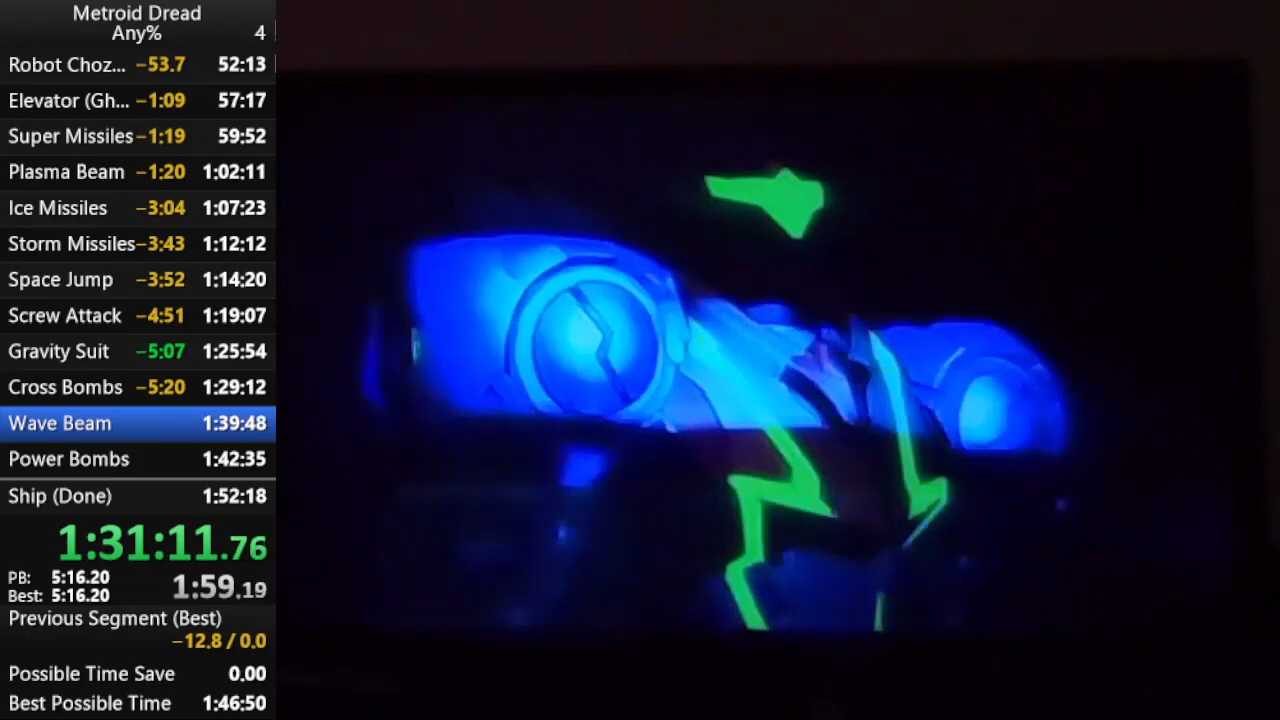 Metroid Dread
Any% 4
Robot Choz... −53.7 52:13
Elevator (Gh... −1:09 57:17
Super Missiles −1:19 59:52
Plasma Beam −1:20 1:02:11
Ice Missiles −3:04 1:07:23
Storm Missiles −3:43 1:12:12
Space Jump −3:52 1:14:20
Screw Attack −4:51 1:19:07
Gravity Suit −5:07 1:25:54
Cross Bombs −5:20 1:29:12
Wave Beam 1:39:48
Power Bombs 1:42:35
Ship (Done) 1:52:18
1:31:11.76
PB: 5:16.20 1:59.19
Best: 5:16.20
Previous Segment (Best)
−12.8 / 0.0
Possible Time Save 0.00
Best Possible Time 1:46:50